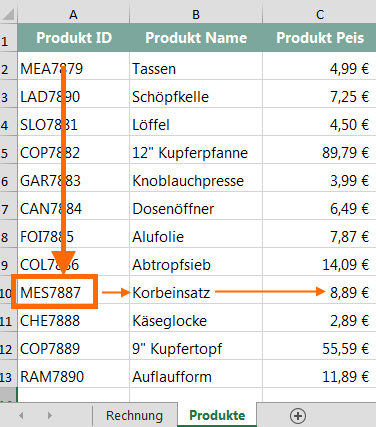 A B C
1 Produkt ID Produkt Name Produkt Peis
2 MEA7879 Tassen 4,99 €
3 LAD7890 Schöpfkelle 7,25 €
4 SLO7881 Löffel 4,50 €
5 COP7882 12" Kupferpfanne 89,79 €
6 GAR7883 Knoblauchpresse 3,99 €
7 CAN7884 Dosenöffner 6,49 €
8 FOI7885 Alufolie 7,87 €
9 COL7886 Abtropfsieb 14,09 €
10 MES7887 Korbeinsatz 8,89 €
11 CHE7888 Käseglocke 2,89 €
12 COP7889 9" Kupfertopf 55,59 €
13 RAM7890 Auflaufform 11,89 €
Rechnung Produkte